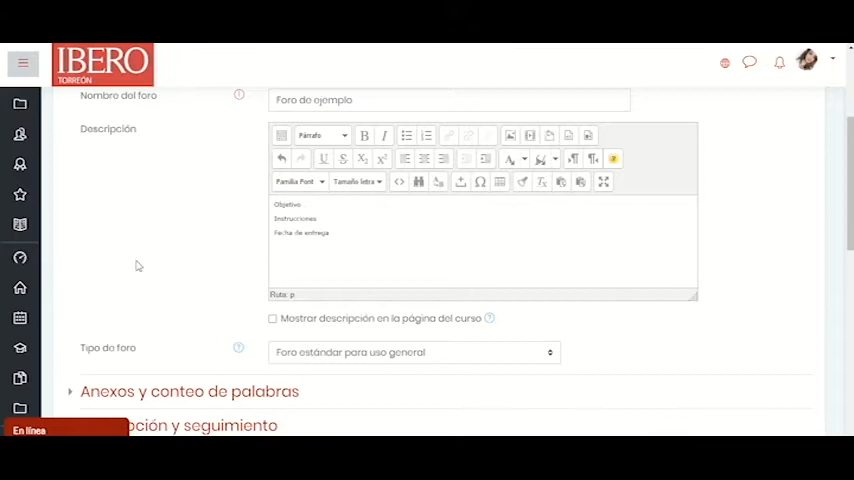 IBERO
TORREÓN
Nombre del foro
Foro de ejemplo
Descripción
Párrafo
Familia Font
Tamaño letra
Objetivo
Instrucciones
Fecha de entrega
Ruta: p
Mostrar descripción en la página del curso
Tipo de foro
Foro estándar para uso general
Anexos y conteo de palabras
pción y seguimiento
En línea